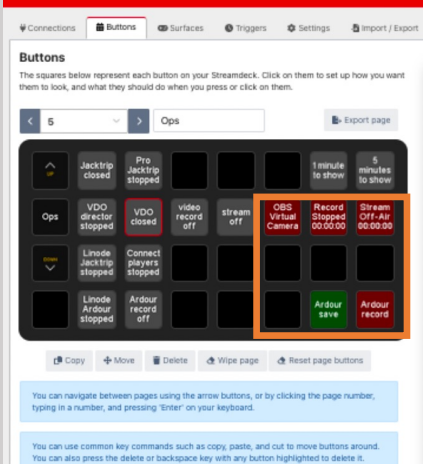 Connections Buttons Surfaces Triggers Settings Import / Export
Buttons
The squares below represent each button on your Streamdeck. Click on them to set up how you want
them to look, and what they should do when you press or click on them.
5 Ops Export page
UP
Jacktrip
closed
Pro
Jacktrip
stopped
1 minute
to show
5
minutes
to show
Ops
VDO
director
stopped
VDO
closed
video
record
off
stream
off
OBS
Virtual
Camera
Record
Stopped
00:00:00
Stream
Off-Air
00:00:00
DOWN
Linode
Jacktrip
stopped
Connect
players
stopped
Linode
Ardour
stopped
Ardour
record
off
Ardour
save
Ardour
record
Copy Move Delete Wipe page Reset page buttons
You can navigate between pages using the arrow buttons, or by clicking the page number,
typing in a number, and pressing 'Enter' on your keyboard.
You can use common key commands such as copy, paste, and cut to move buttons around.
You can also press the delete or backspace key with any button highlighted to delete it.